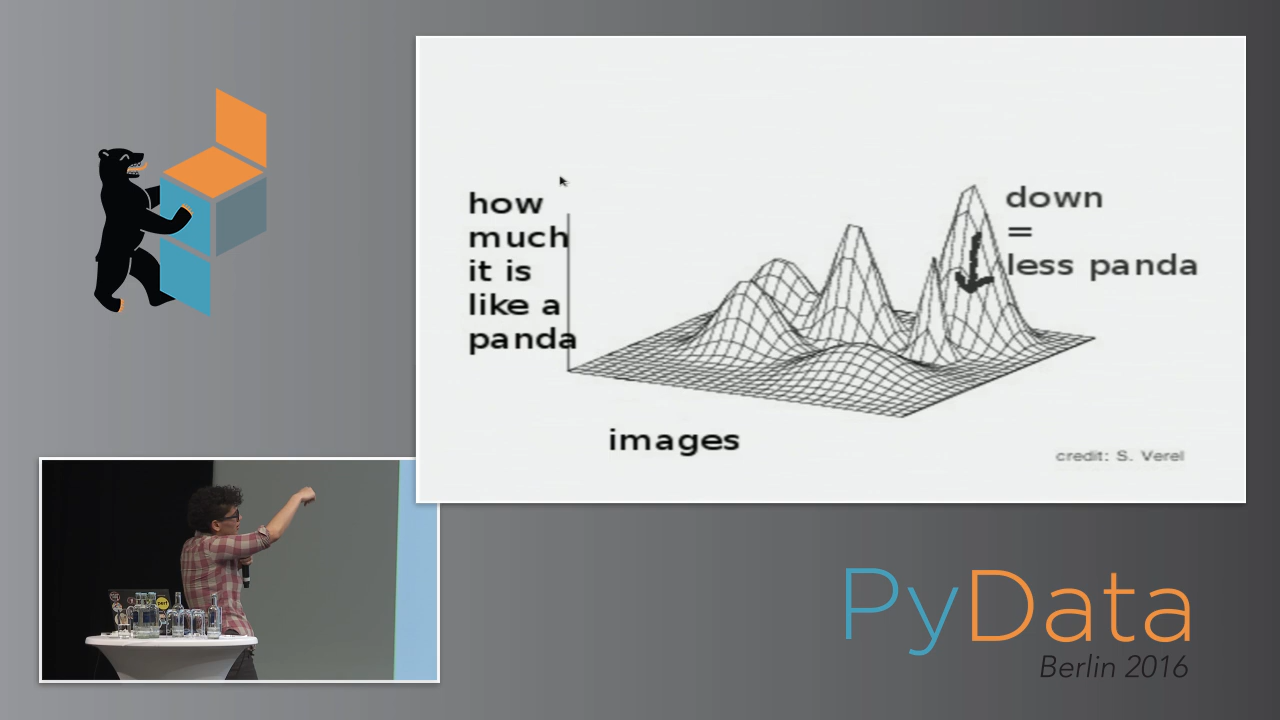 how
much
it is
like a
panda
down
=
less panda
images
credit: S. Verel
PyData
Berlin 2016